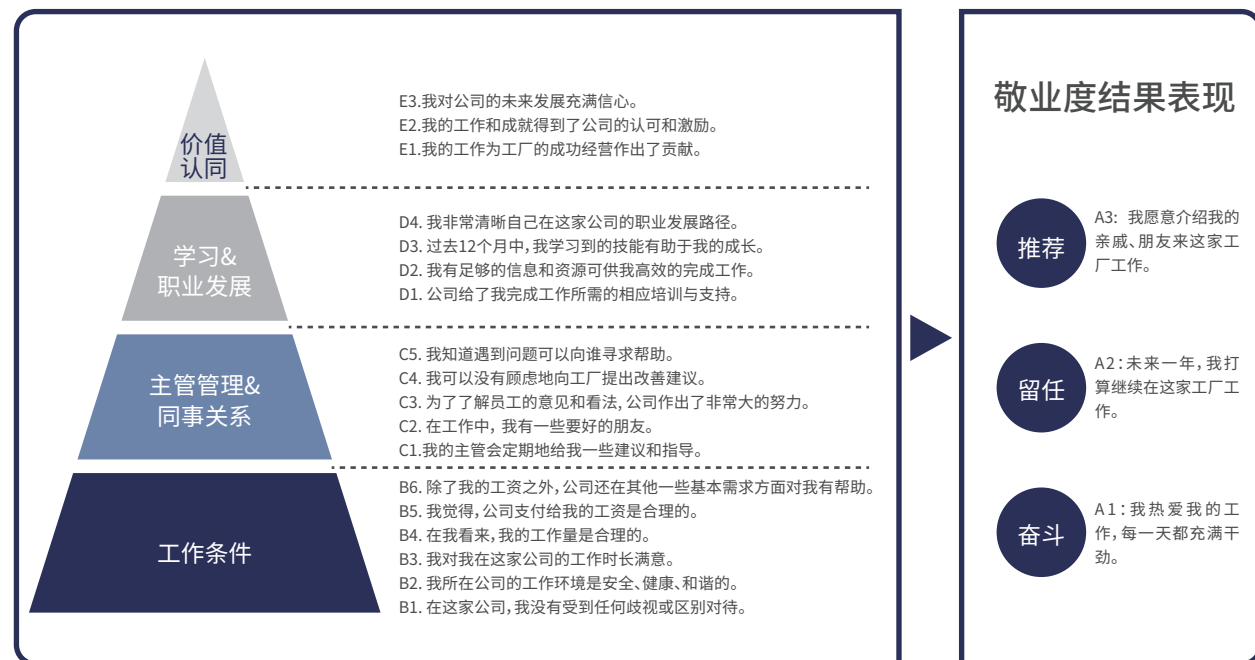 价值
认同
E3.我对公司的未来发展充满信心。
E2.我的工作和成就得到了公司的认可和激励。
E1.我的工作为工厂的成功经营作出了贡献。
学习&
职业发展
D4. 我非常清晰自己在这家公司的职业发展路径。
D3. 过去12个月中,我学习到的技能有助于我的成长。
D2. 我有足够的信息和资源可供我高效的完成工作。
D1. 公司给了我完成工作所需的相应培训与支持。
主管管理&
同事关系
C5. 我知道遇到问题可以向谁寻求帮助。
C4. 我可以没有顾虑地向工厂提出改善建议。
C3. 为了了解员工的意见和看法, 公司作出了非常大的努力。
C2. 在工作中, 我有一些要好的朋友。
C1.我的主管会定期地给我一些建议和指导。
工作条件
B6. 除了我的工资之外,公司还在其他一些基本需求方面对我有帮助。
B5. 我觉得,公司支付给我的工资是合理的。
B4. 在我看来,我的工作量是合理的。
B3. 我对我在这家公司的工作时长满意。
B2. 我所在公司的工作环境是安全、健康、和谐的。
B1. 在这家公司,我没有受到任何歧视或区别对待。
敬业度结果表现
推荐
A3: 我愿意介绍我的
亲戚、朋友来这家工
厂工作。
留任
A2:未来一年,我打
算继续在这家工厂工
作。
奋斗
A1:我热爱我的工
作,每一天都充满干
劲。